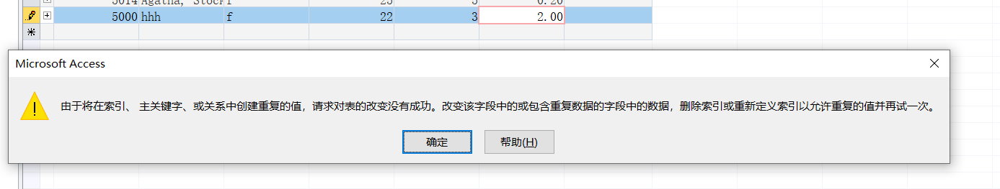 5014 Agatha, Stock f 25 5 0.20
5000 hhh f 22 3 2.00
Microsoft Access
由于将在索引、 主关键字、或关系中创建重复的值，请求对表的改变没有成功。改变该字段中的或包含重复数据的字段中的数据，删除索引或重新定义索引以允许重复的值并再试一次。
确定 帮助(H)